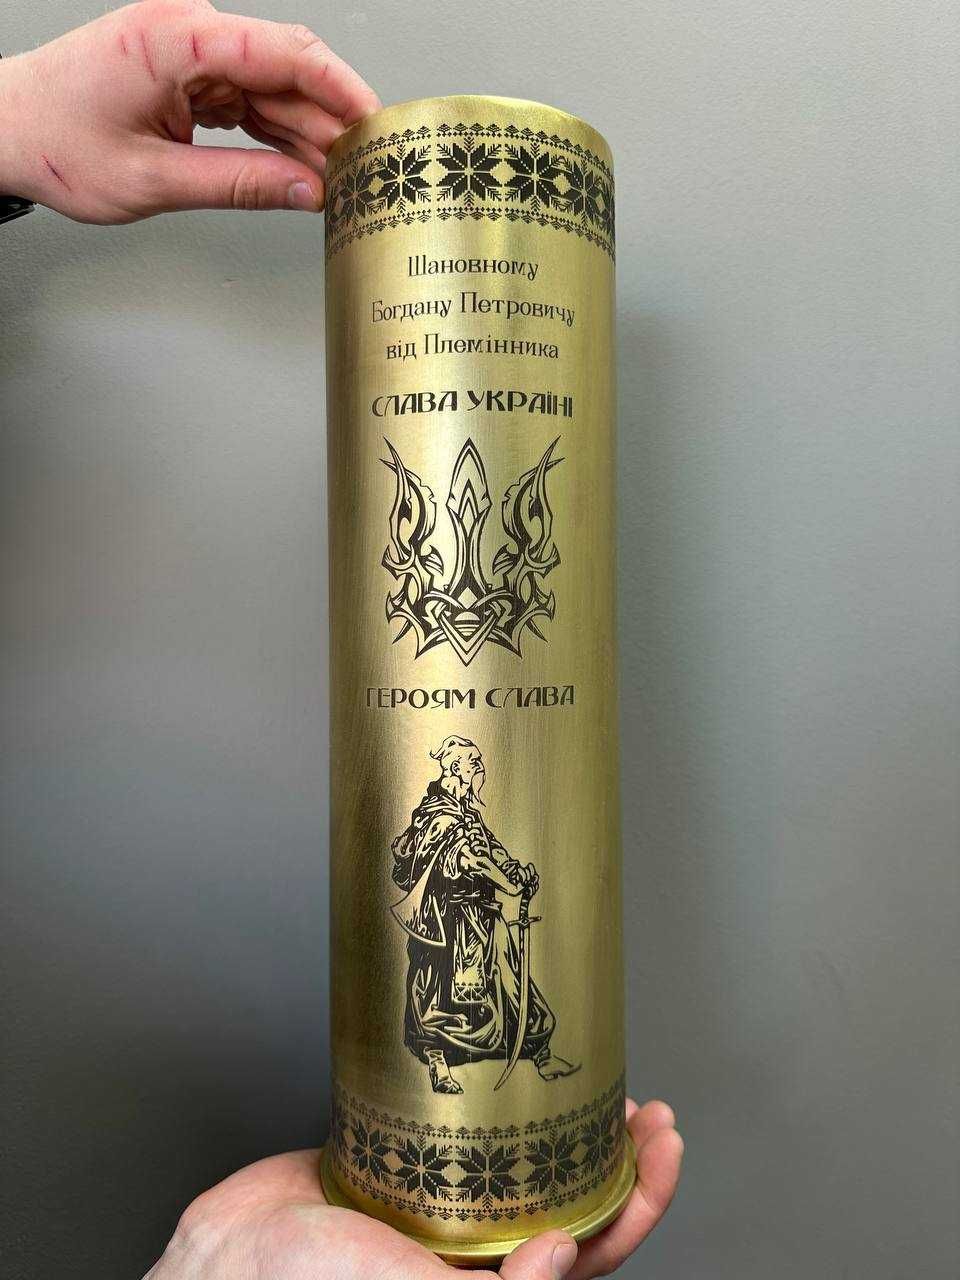 Шановному
Богдану Петровичу
від Племінника
СЛАВА УКРАЇНІ
ГЕРОЯМ СЛАВА